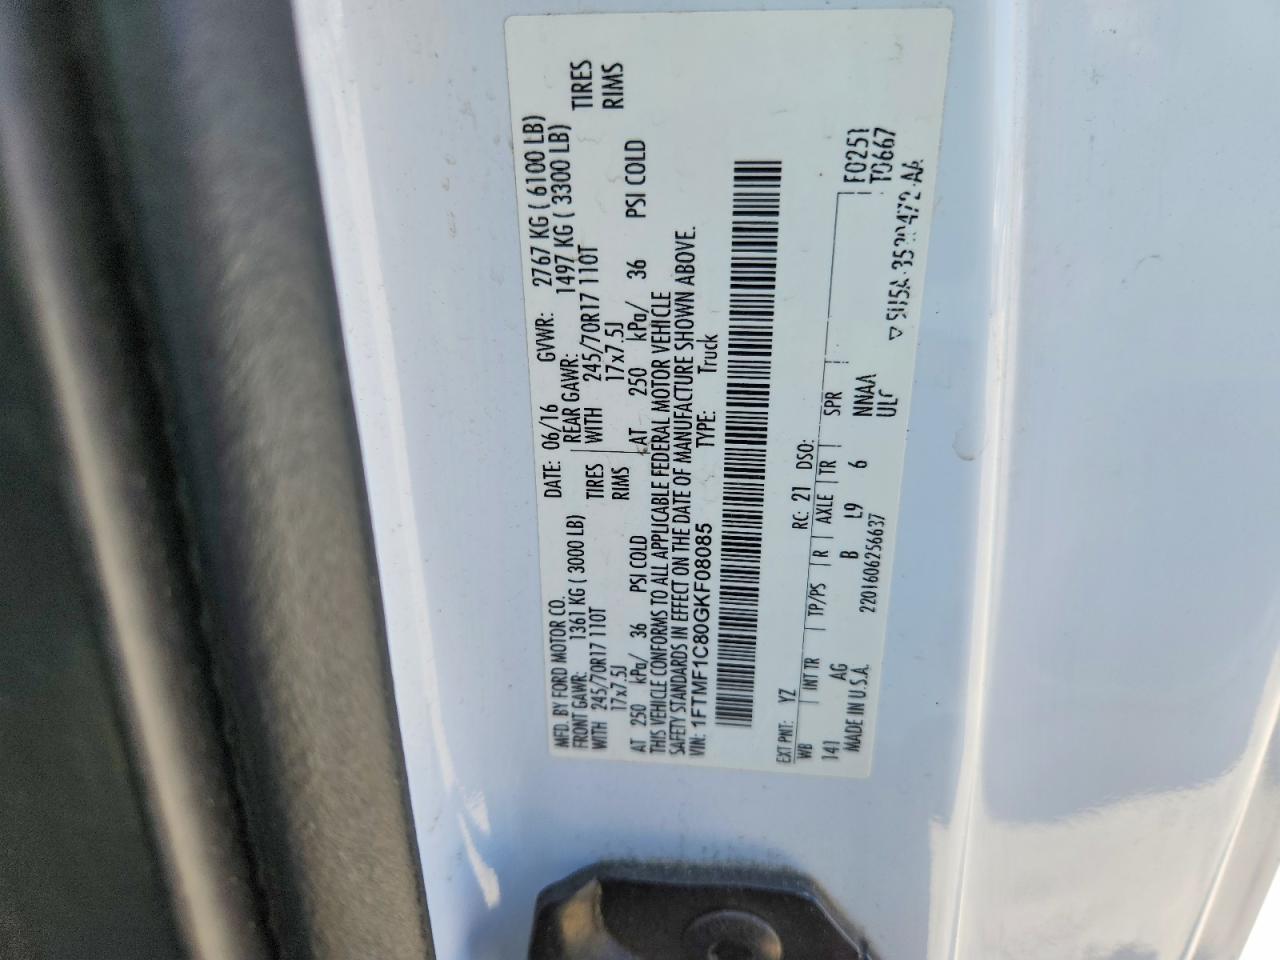 MFD. BY FORD MOTOR CO.
DATE: 06/16 GVWR: 2767 KG ( 6100 LB)
FRONT GAWR: 1361 KG ( 3000 LB) REAR GAWR: 1497 KG ( 3300 LB)
WITH 245/70R17 110T TIRES WITH 245/70R17 110T TIRES
17x7.5J RIMS 17x7.5J RIMS
AT 250 kPa/ 36 PSI COLD AT 250 kPa/ 36 PSI COLD
THIS VEHICLE CONFORMS TO ALL APPLICABLE FEDERAL MOTOR VEHICLE
SAFETY STANDARDS IN EFFECT ON THE DATE OF MANUFACTURE SHOWN ABOVE.
VIN: 1FTMF1C80GKF08085 TYPE: Truck
EXT PNT: YZ RC: 21 DSO:
WB INT TR TP/PS R AXLE TR SPR F0251
141 AG B L9 6 NNAA T0667
MADE IN U.S.A. 2201606256637